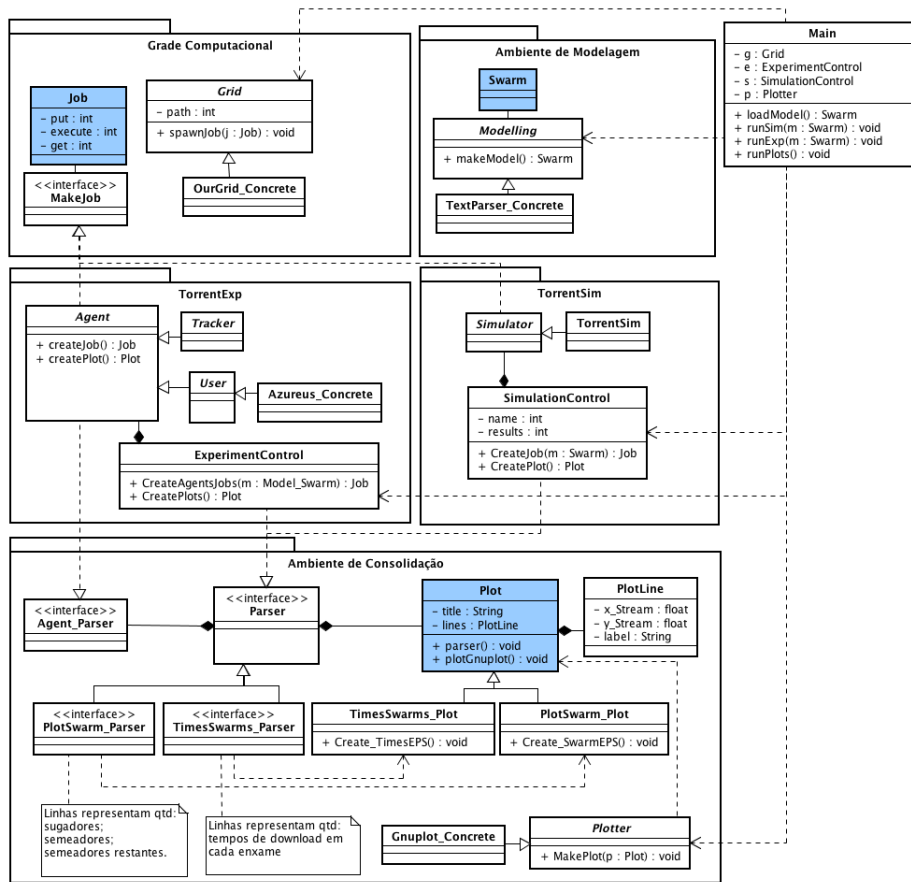 Grade Computacional
Job
– put : int
– execute : int
– get : int
<<interface>>
MakeJob
Grid
– path : int
+ spawnJob(j : Job) : void
OurGrid_Concrete
Ambiente de Modelagem
Swarm
Modelling
+ makeModel() : Swarm
TextParser_Concrete
Main
– g : Grid
– e : ExperimentControl
– s : SimulationControl
– p : Plotter
+ loadModel() : Swarm
+ runSim(m : Swarm) : void
+ runExp(m : Swarm) : void
+ runPlots() : void
TorrentExp
Agent
+ createJob() : Job
+ createPlot() : Plot
Tracker
User
Azureus_Concrete
ExperimentControl
+ CreateAgentsJobs(m : Model_Swarm) : Job
+ CreatePlots() : Plot
TorrentSim
Simulator
TorrentSim
SimulationControl
– name : int
– results : int
+ CreateJob(m : Swarm) : Job
+ CreatePlot() : Plot
Ambiente de Consolidação
<<interface>>
Agent_Parser
<<interface>>
Parser
Plot
– title : String
– lines : PlotLine
+ parser() : void
+ plotGnuplot() : void
PlotLine
– x_Stream : float
– y_Stream : float
– label : String
<<interface>>
PlotSwarm_Parser
<<interface>>
TimesSwarms_Parser
TimesSwarms_Plot
+ Create_TimesEPS() : void
PlotSwarm_Plot
+ Create_SwarmEPS() : void
Linhas representam qtd:
sugadores;
semeadores;
semeadores restantes.
Linhas representam qtd:
tempos de download em
cada enxame
Gnuplot_Concrete
Plotter
+ MakePlot(p : Plot) : void